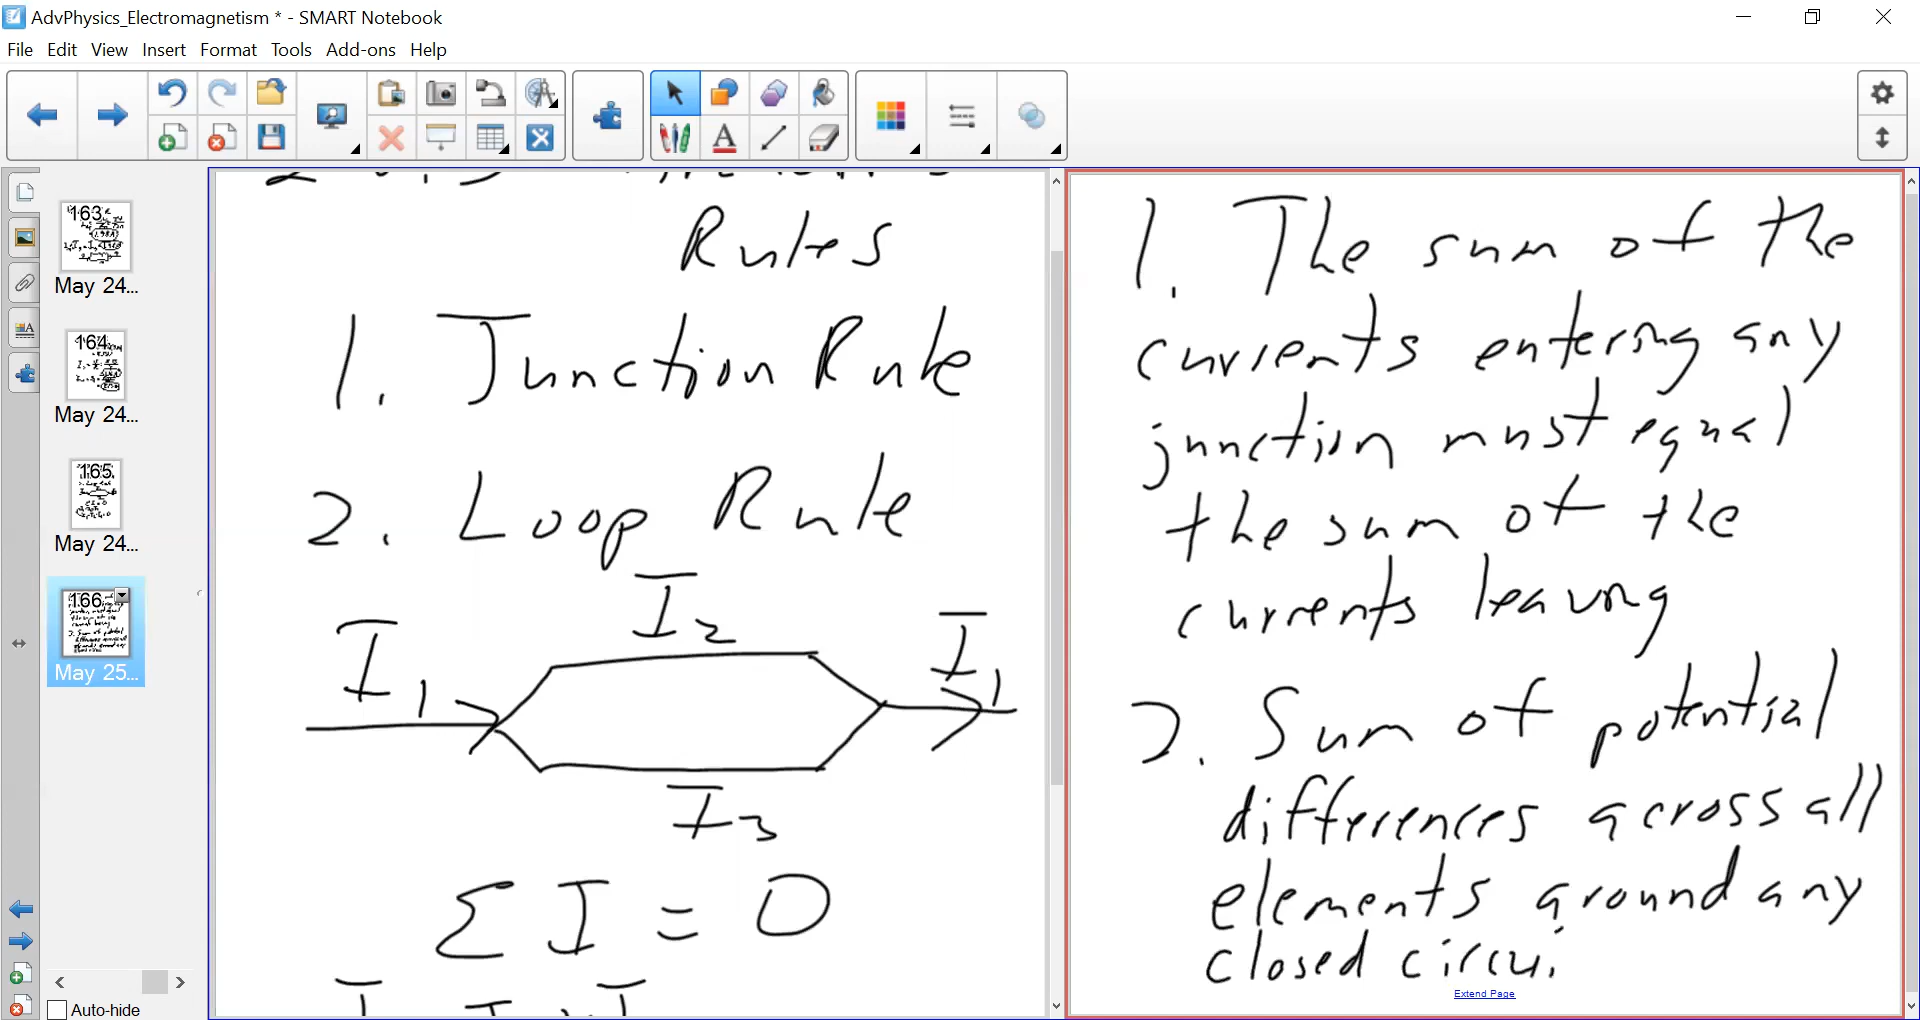 AdvPhysics_Electromagnetism * - SMART Notebook
File Edit View Insert Format Tools Add-ons Help
163
May 24...
164
May 24...
165
May 24...
166
May 25...
Auto-hide
Rules
1. Junction Rule
2. Loop Rule
I2
I1 I1
I3
ΣI = 0
1. The sum of the
currents entering any
junction must equal
the sum of the
currents leaving
2. Sum of potential
differences across all
elements around any
closed circui
Extend Page